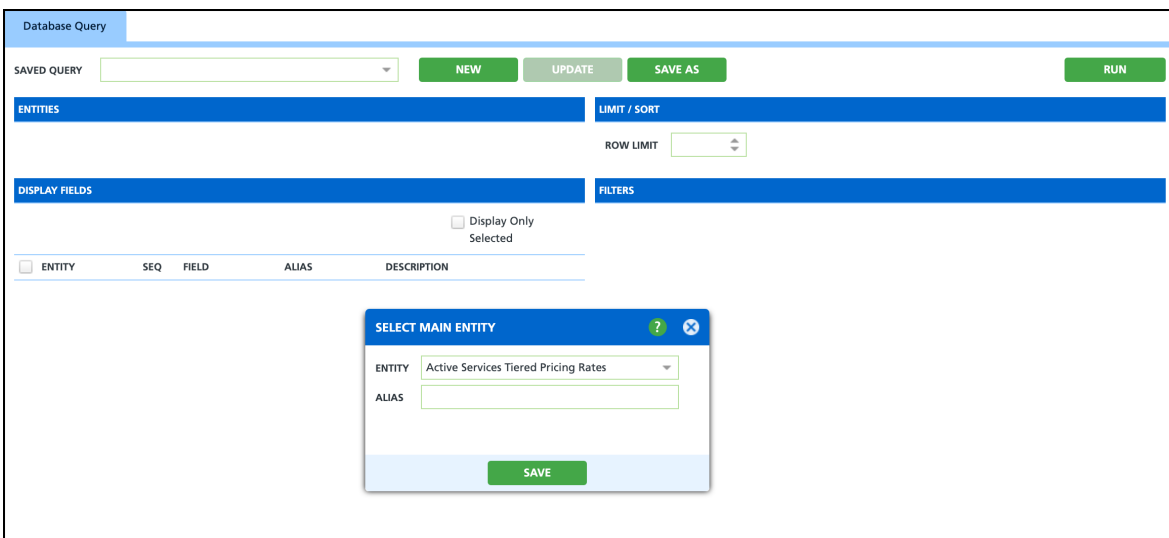 Database Query
SAVED QUERY NEW UPDATE SAVE AS RUN
ENTITIES LIMIT / SORT
ROW LIMIT
DISPLAY FIELDS FILTERS
Display Only
Selected
ENTITY SEQ FIELD ALIAS DESCRIPTION
SELECT MAIN ENTITY ?
ENTITY Active Services Tiered Pricing Rates
ALIAS
SAVE